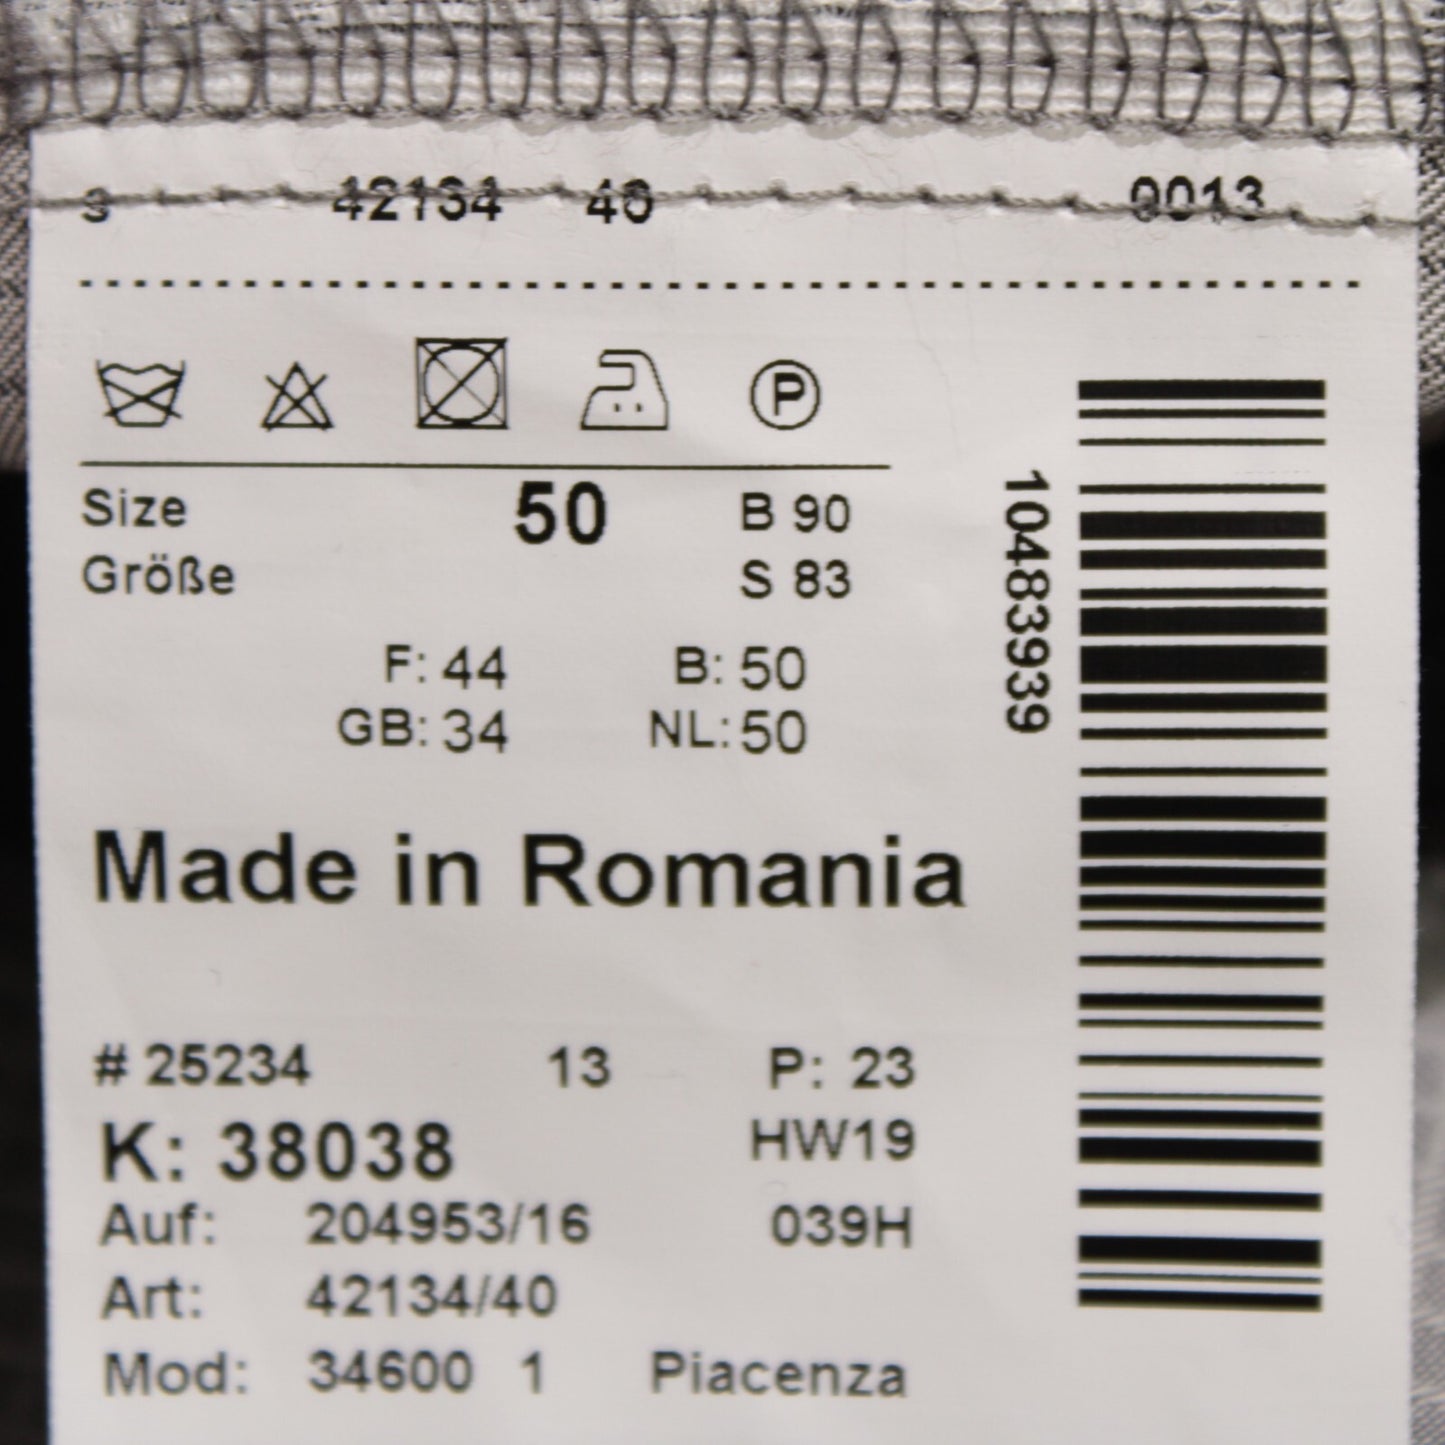 3 42134 40 0013
P
Size 50 B 90
Größe S 83
F: 44 B: 50
GB: 34 NL: 50
10483939
Made in Romania
# 25234 13 P: 23
K: 38038 HW19
Auf: 204953/16 039H
Art: 42134/40
Mod: 34600 1 Piacenza